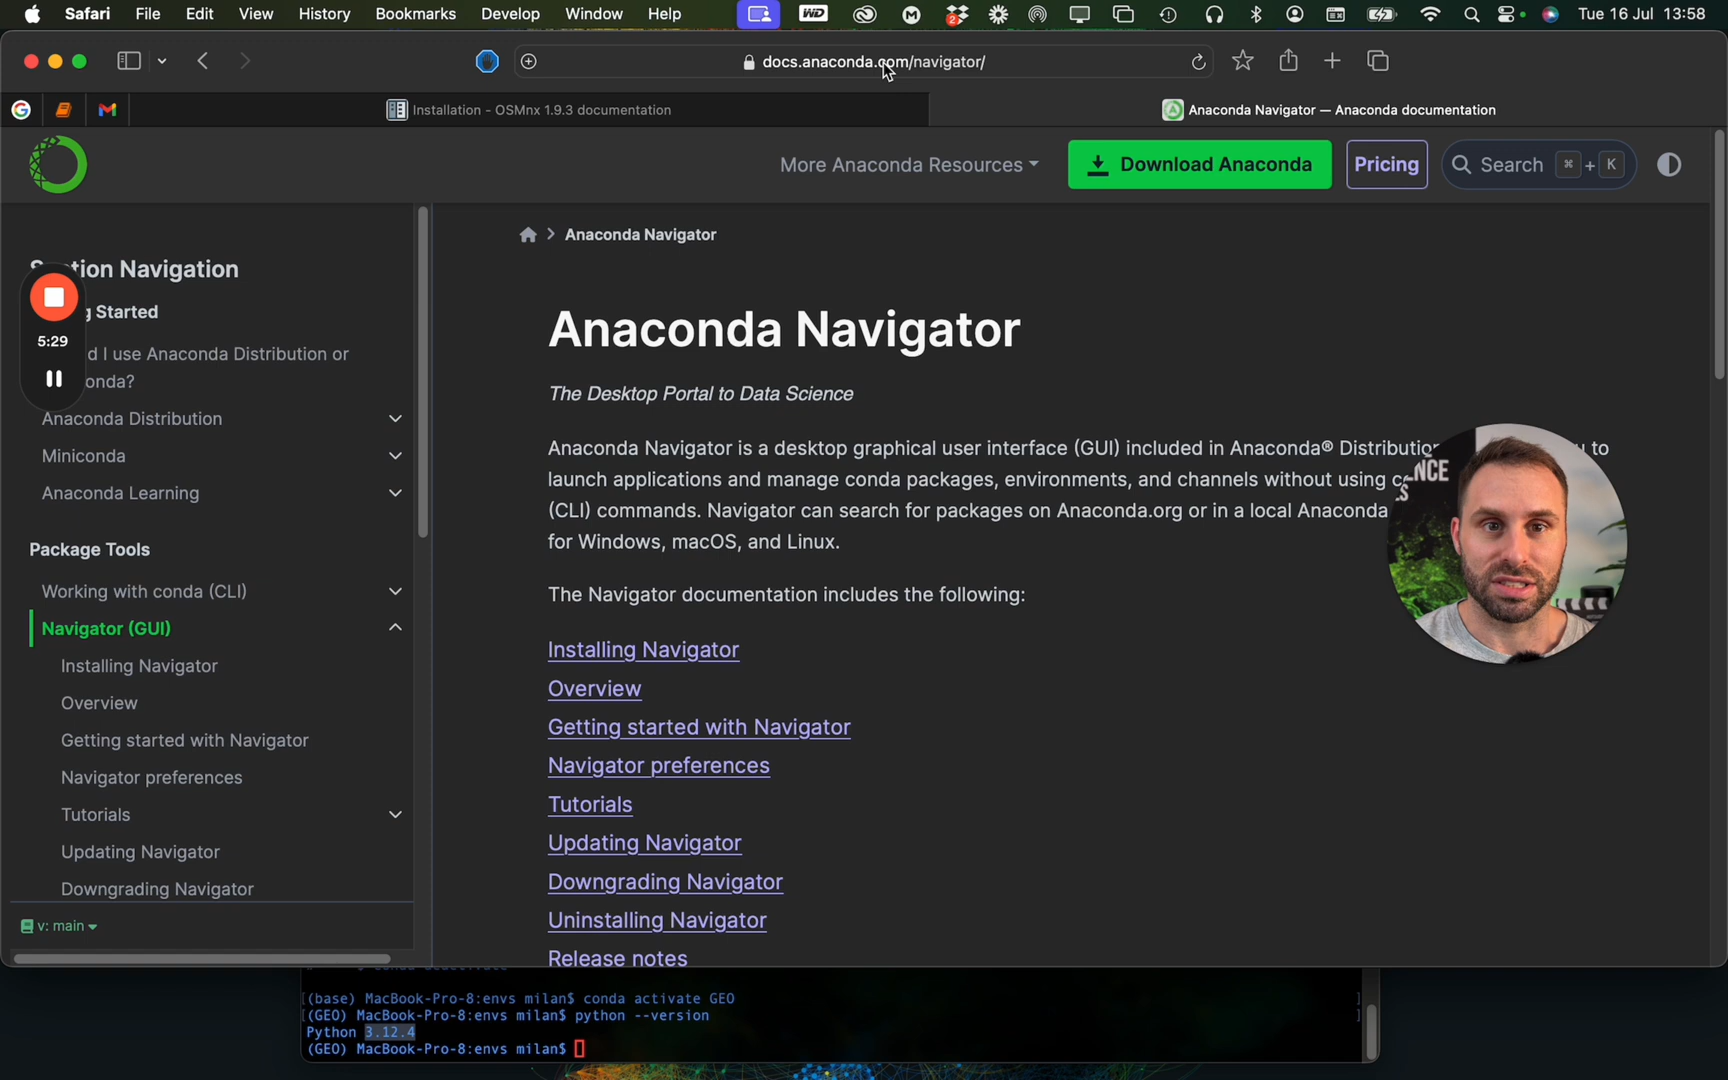 Safari File Edit View History Bookmarks Develop Window Help WD 2 Tue 16 Jul 13:58
docs.anaconda.com/navigator/
Installation - OSMnx 1.9.3 documentation
Anaconda Navigator — Anaconda documentation
More Anaconda Resources
Download Anaconda
Pricing
Search ⌘ + K
Section Navigation
g Started
5:29
d I use Anaconda Distribution or
onda?
Anaconda Distribution
Miniconda
Anaconda Learning
Package Tools
Working with conda (CLI)
Navigator (GUI)
Installing Navigator
Overview
Getting started with Navigator
Navigator preferences
Tutorials
Updating Navigator
Downgrading Navigator
v: main
Anaconda Navigator
Anaconda Navigator
The Desktop Portal to Data Science
Anaconda Navigator is a desktop graphical user interface (GUI) included in Anaconda® Distribution to
launch applications and manage conda packages, environments, and channels without using
(CLI) commands. Navigator can search for packages on Anaconda.org or in a local Anaconda
for Windows, macOS, and Linux.
The Navigator documentation includes the following:
Installing Navigator
Overview
Getting started with Navigator
Navigator preferences
Tutorials
Updating Navigator
Downgrading Navigator
Uninstalling Navigator
Release notes
(base) MacBook-Pro-8:envs milan$ conda activate GEO
(GEO) MacBook-Pro-8:envs milan$ python --version
Python 3.12.4
(GEO) MacBook-Pro-8:envs milan$